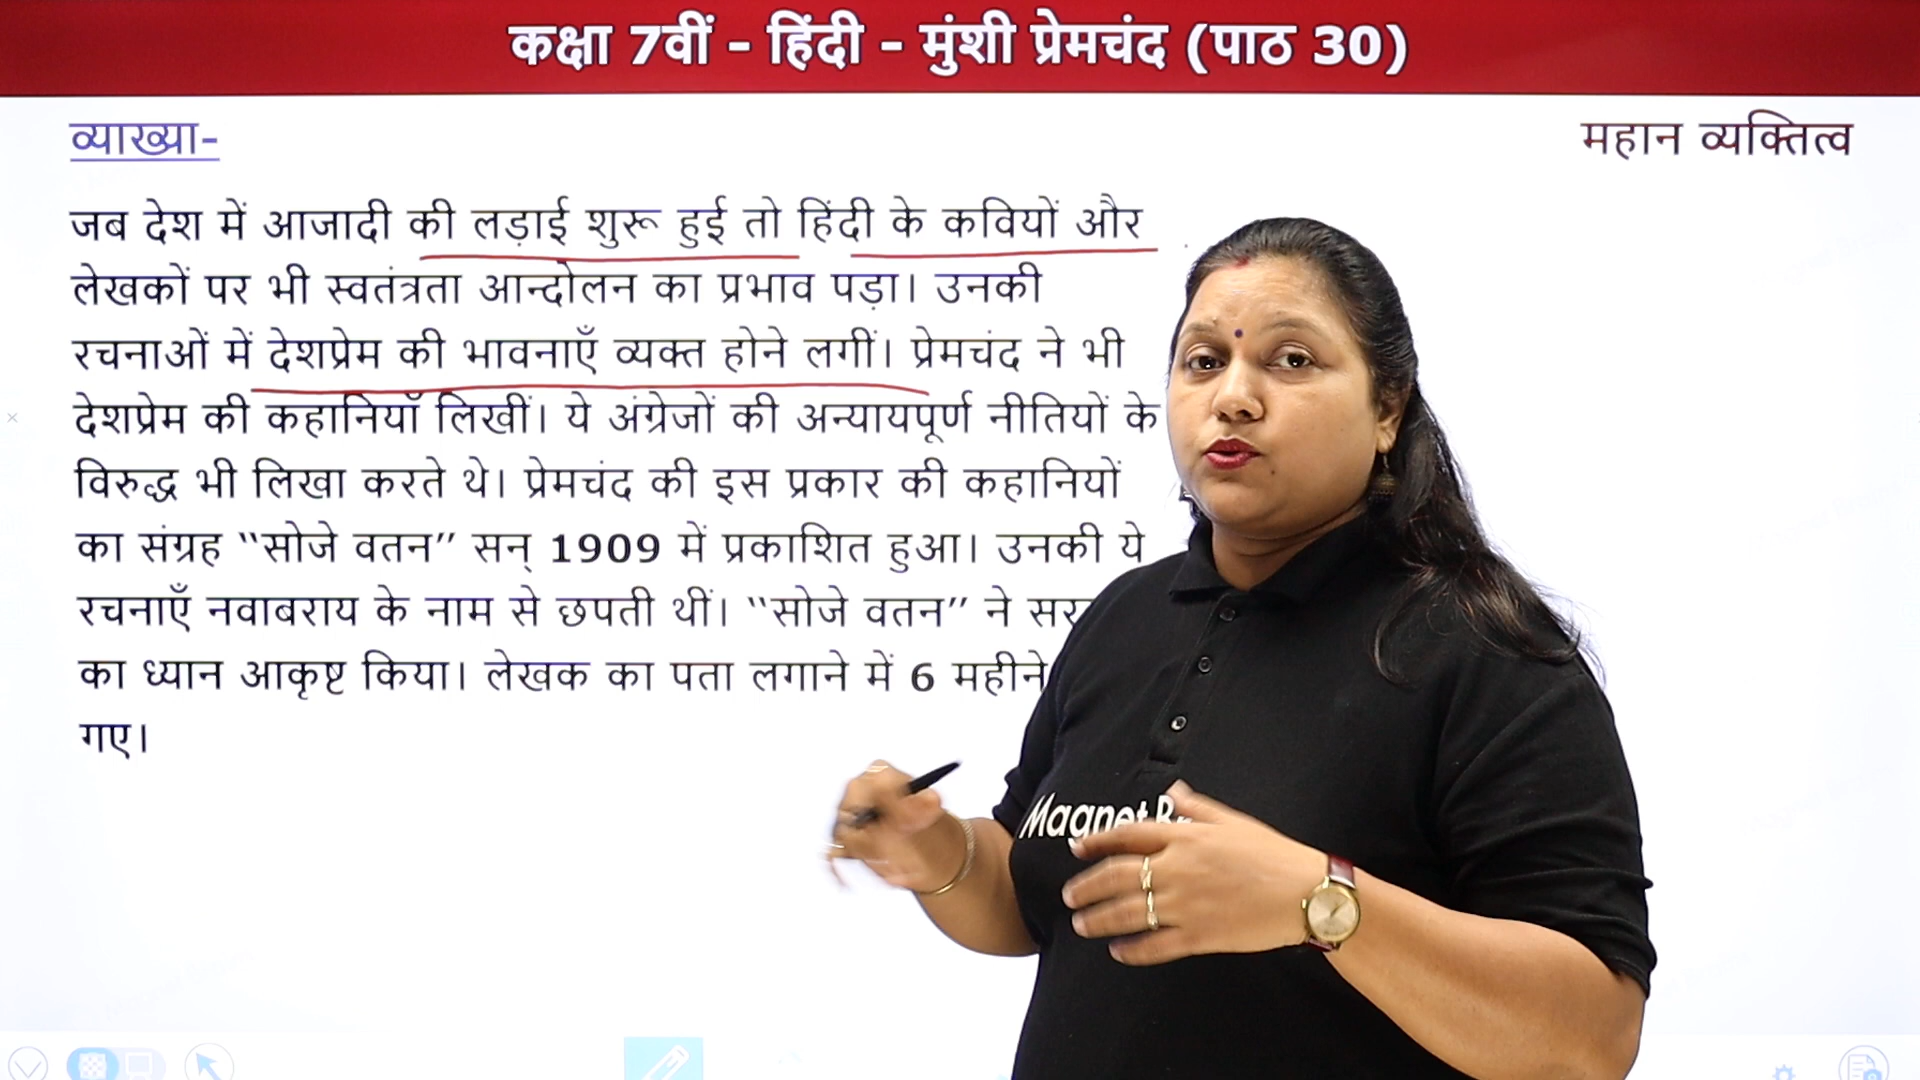 कक्षा 7वीं - हिंदी - मुंशी प्रेमचंद (पाठ 30)
व्याख्या-
महान व्यक्तित्व
जब देश में आजादी की लड़ाई शुरू हुई तो हिंदी के कवियों और
लेखकों पर भी स्वतंत्रता आन्दोलन का प्रभाव पड़ा। उनकी
रचनाओं में देशप्रेम की भावनाएँ व्यक्त होने लगीं। प्रेमचंद ने भी
देशप्रेम की कहानियाँ लिखीं। ये अंग्रेजों की अन्यायपूर्ण नीतियों के
विरुद्ध भी लिखा करते थे। प्रेमचंद की इस प्रकार की कहानियों
का संग्रह “सोजे वतन” सन् 1909 में प्रकाशित हुआ। उनकी ये
रचनाएँ नवाबराय के नाम से छपती थीं। “सोजे वतन” ने
का ध्यान आकृष्ट किया। लेखक का पता लगाने में 6 महीने
गए।
Magnet